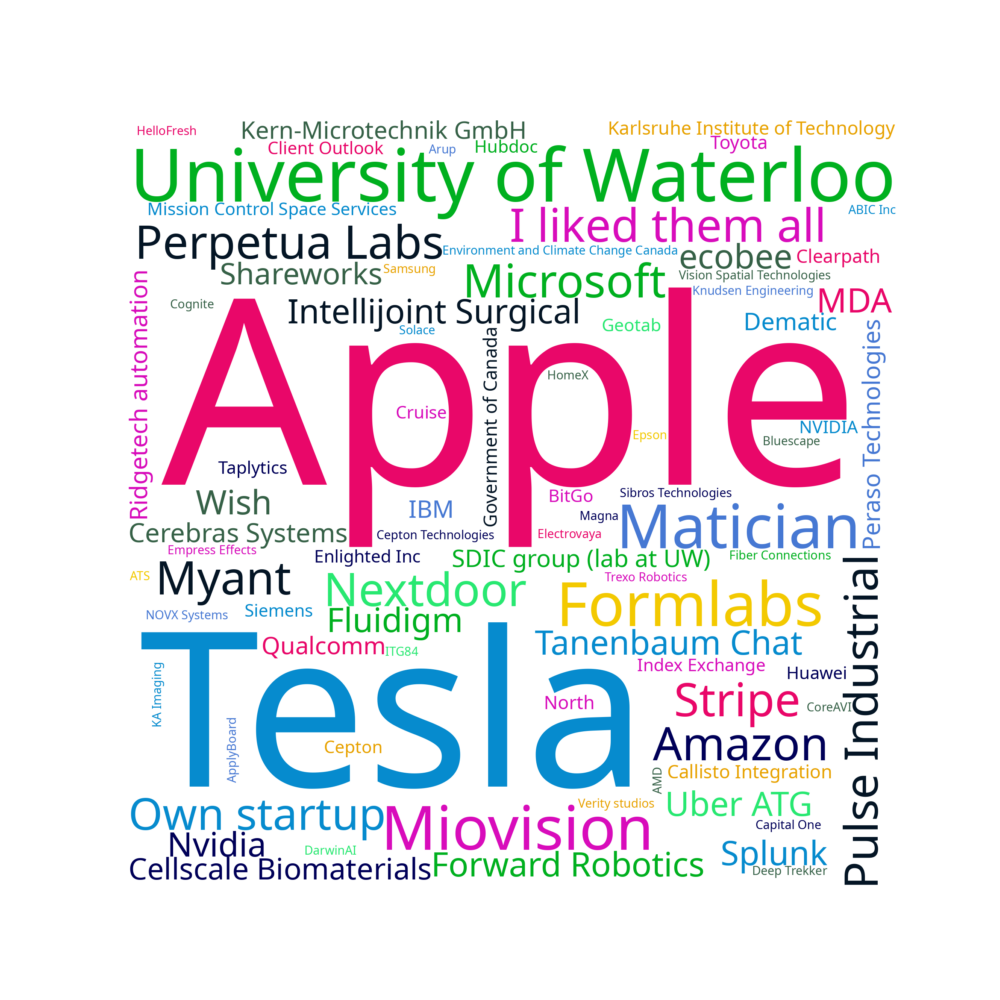 HelloFresh
Kern-Microtechnik GmbH
Karlsruhe Institute of Technology
Client Outlook
Arup
Hubdoc
Toyota
University of Waterloo
Mission Control Space Services
ABIC Inc
I liked them all
Perpetua Labs
Environment and Climate Change Canada
ecobee
Clearpath
Shareworks
Samsung
Microsoft
Vision Spatial Technologies
Knudsen Engineering
MDA
Cognite
Intellijoint Surgical
Solace
Geotab
Dematic
Ridgetech automation
Apple
Government of Canada
Peraso Technologies
HomeX
Cruise
Epson
NVIDIA
Bluescape
Taplytics
Wish
IBM
BitGo
Sibros Technologies
Magna
Matician
Cerebras Systems
Cepton Technologies
Electrovaya
Empress Effects
Enlighted Inc
SDIC group (lab at UW)
Fiber Connections
ATS
Myant
Nextdoor
Trexo Robotics
Formlabs
NOVX Systems
Siemens
Fluidigm
Pulse Industrial
Tesla
Qualcomm
ITG84
Tanenbaum Chat
Index Exchange
Huawei
KA Imaging
North
Stripe
CoreAVI
ApplyBoard
Cepton
Amazon
AMD
Callisto Integration
Own startup
Miovision
Verity studios
Uber ATG
Capital One
Nvidia
DarwinAI
Splunk
Cellscale Biomaterials
Forward Robotics
Deep Trekker